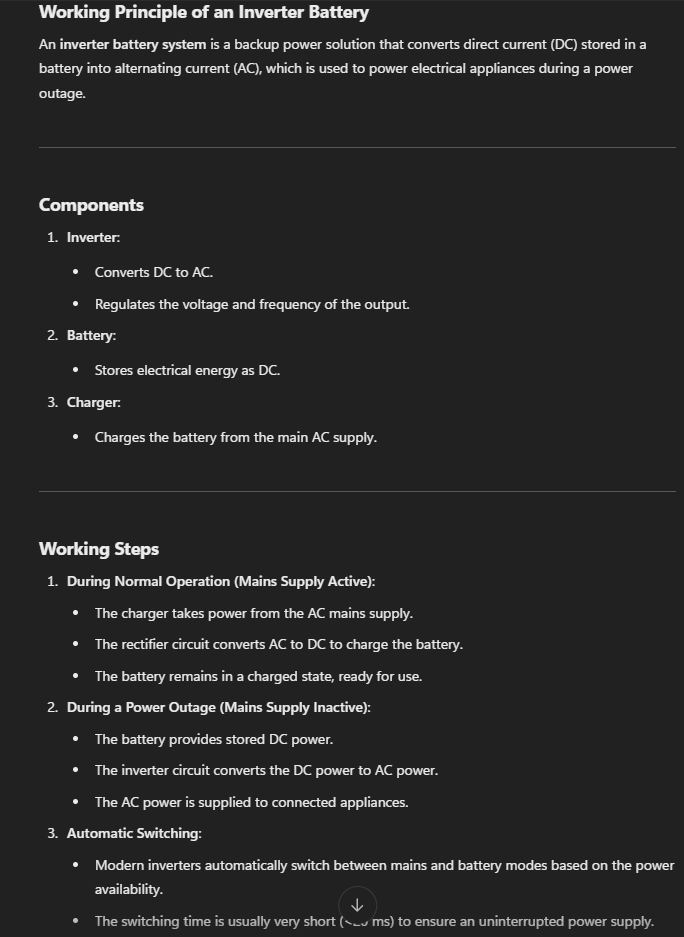 Working Principle of an Inverter Battery
An inverter battery system is a backup power solution that converts direct current (DC) stored in a
battery into alternating current (AC), which is used to power electrical appliances during a power
outage.
Components
1. Inverter:
• Converts DC to AC.
• Regulates the voltage and frequency of the output.
2. Battery:
• Stores electrical energy as DC.
3. Charger:
• Charges the battery from the main AC supply.
Working Steps
1. During Normal Operation (Mains Supply Active):
• The charger takes power from the AC mains supply.
• The rectifier circuit converts AC to DC to charge the battery.
• The battery remains in a charged state, ready for use.
2. During a Power Outage (Mains Supply Inactive):
• The battery provides stored DC power.
• The inverter circuit converts the DC power to AC power.
• The AC power is supplied to connected appliances.
3. Automatic Switching:
• Modern inverters automatically switch between mains and battery modes based on the power
availability.
• The switching time is usually very short ( ms) to ensure an uninterrupted power supply.